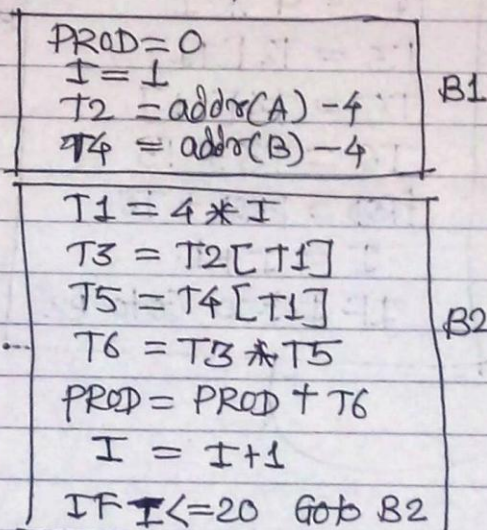 PROD = 0
I = 1
T2 = addr(A) - 4
T4 = addr(B) - 4
B1
T1 = 4 * I
T3 = T2[T1]
T5 = T4[T1]
T6 = T3 * T5
PROD = PROD + T6
I = I+1
IF I <= 20 Goto B2
B2